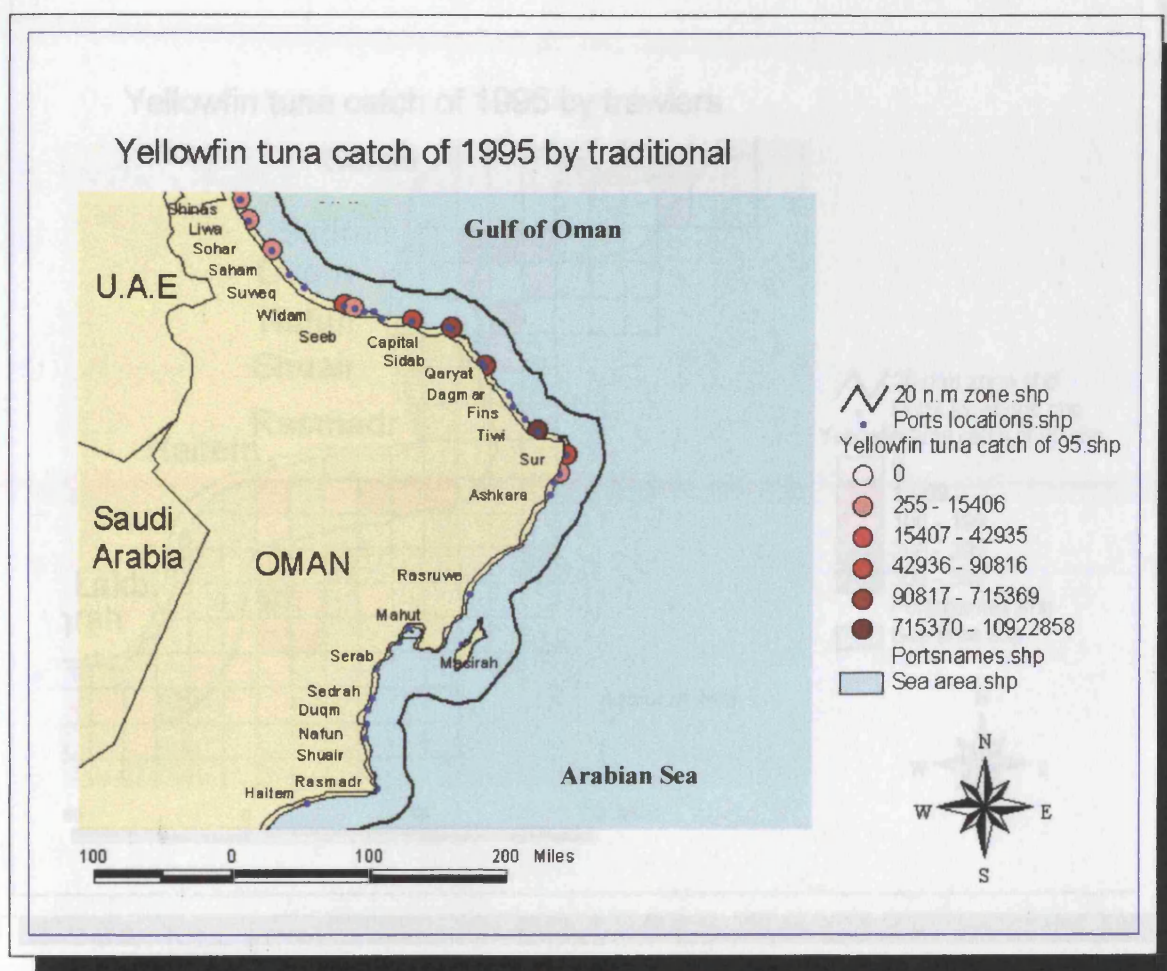 Yellowfin tuna catch of 1995 by trawlers
Yellowfin tuna catch of 1995 by traditional
Shinas
Liwa
Sohar
Saham
Suweq
Widam
Seeb
Capital
Sidab
Qaryat
Dagmar
Fins
Tiwi
Sur
Ashkara
Rasruwe
Mahut
Masirah
Serab
Sedrah
Duqm
Nafun
Shuair
Rasmadr
Haitem
Gulf of Oman
U.A.E
Saudi
Arabia
OMAN
Arabian Sea
100 0 100 200 Miles
20 n.m zone.shp
Ports locations.shp
Yellowfin tuna catch of 95.shp
0
255 - 15406
15407 - 42935
42936 - 90816
90817 - 715369
715370 - 10922858
Portsnames.shp
Sea area.shp
N
W E
S
Shuair
Rasmadr
Haitem